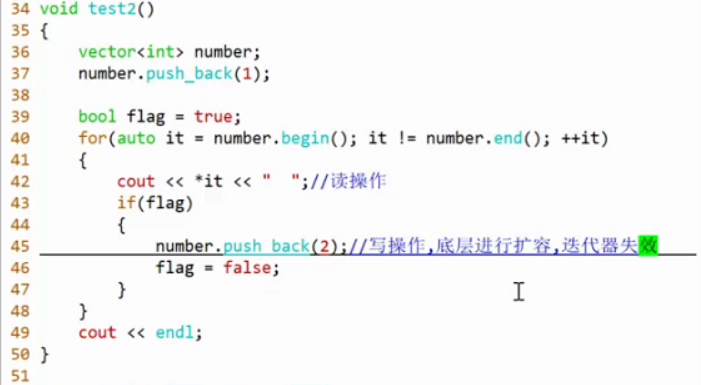 34 void test2()
35 {
36     vector<int> number;
37     number.push_back(1);
38
39     bool flag = true;
40     for(auto it = number.begin(); it != number.end(); ++it)
41     {
42         cout << *it << "  ";//读操作
43         if(flag)
44         {
45             number.push_back(2);//写操作,底层进行扩容,迭代器失效
46             flag = false;
47         }
48     }
49     cout << endl;
50 }
51